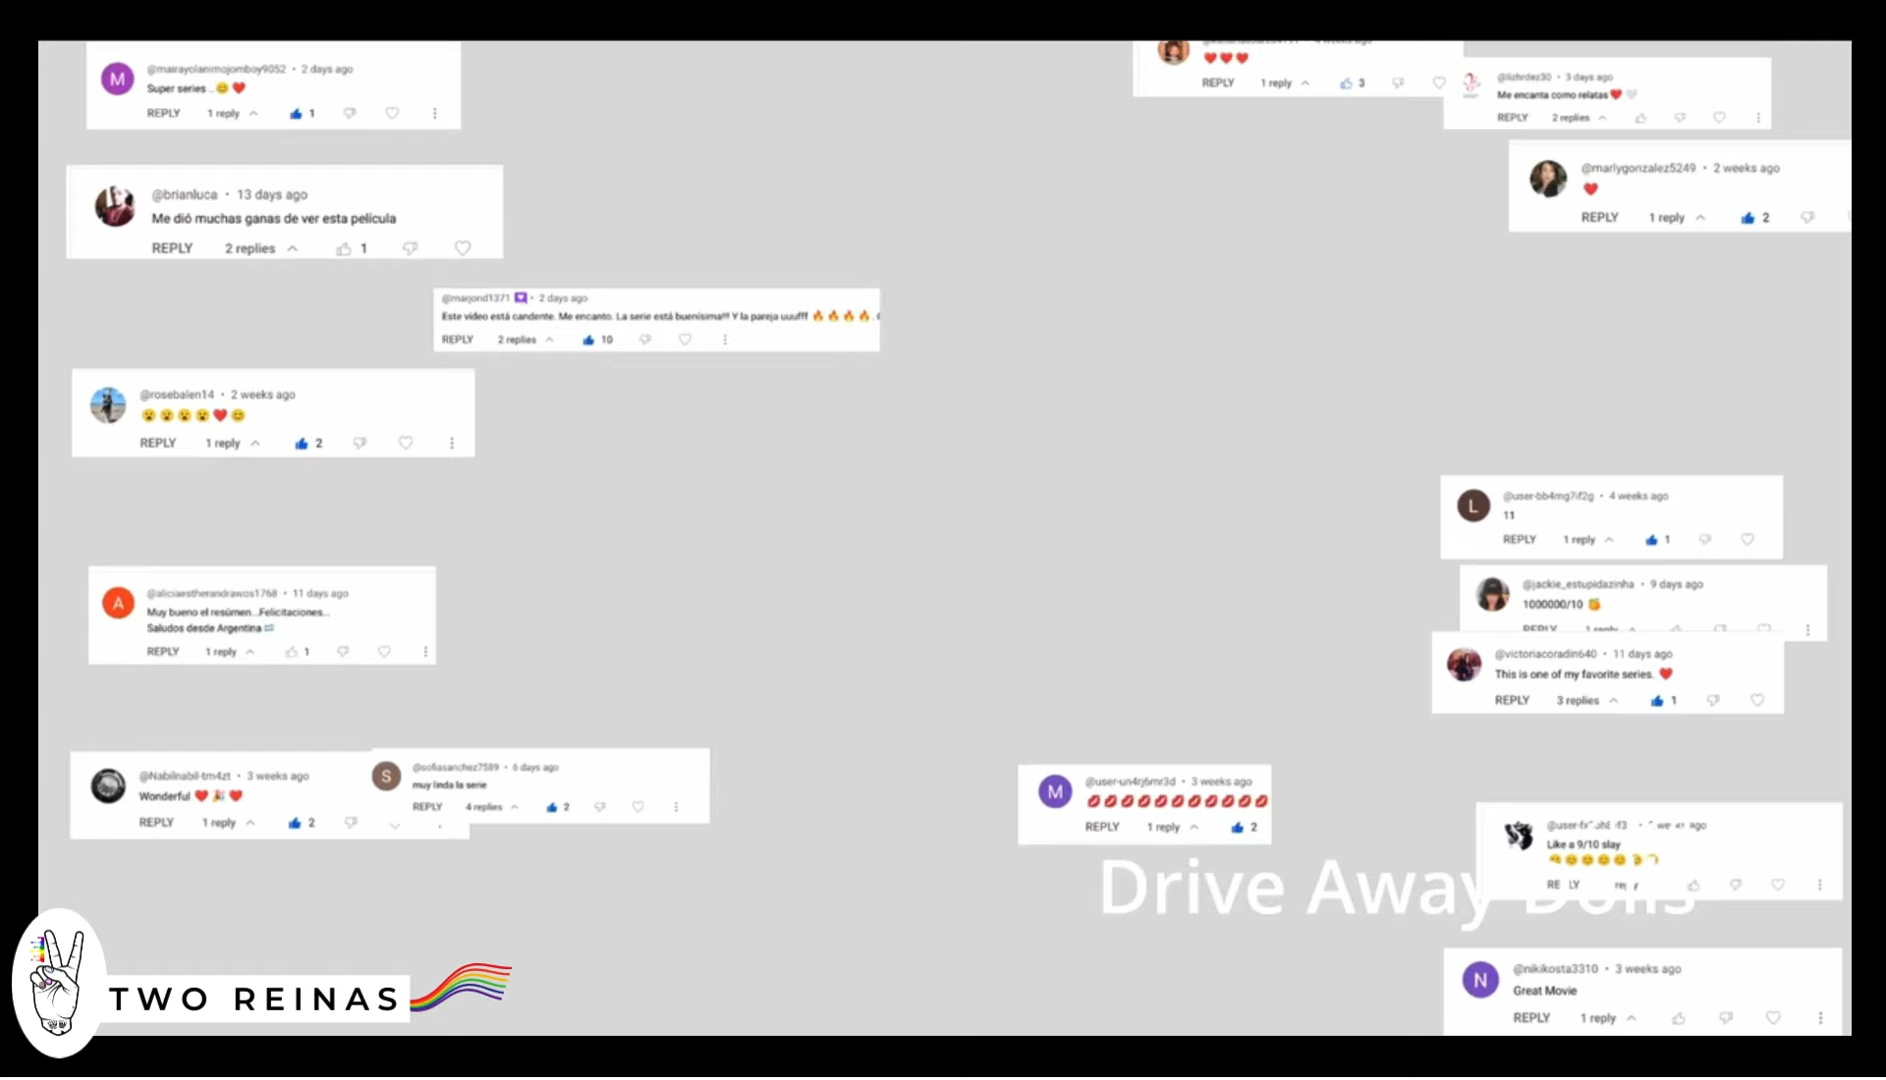 M
@mairayolanimojomboy9052 • 2 days ago
Super series ..😊 ❤️
REPLY 1 reply 1
❤️❤️❤️
REPLY 1 reply 3
@lizhrdez30 • 3 days ago
Me encanta como relatas❤️ 🤍
REPLY 2 replies
@brianluca • 13 days ago
Me dió muchas ganas de ver esta película
REPLY 2 replies 1
@marlygonzalez5249 • 2 weeks ago
❤️
REPLY 1 reply 2
@marjond1371 • 2 days ago
Este vídeo está candente. Me encanto. La serie está buenísima!!! Y la pareja uuufff 🔥 🔥 🔥 🔥.
REPLY 2 replies 10
@rosebalen14 • 2 weeks ago
😮😮😮😮❤️😊
REPLY 1 reply 2
L
@user-bb4mg7if2g • 4 weeks ago
11
REPLY 1 reply 1
A
@aliciaestherandrawos1768 • 11 days ago
Muy bueno el resúmen...Felicitaciones...
Saludos desde Argentina 🇦🇷
REPLY 1 reply 1
@jackie_estupidazinha • 9 days ago
1000000/10 🍊
REPLY 1 reply
@victoriacoradin640 • 11 days ago
This is one of my favorite series. ❤️
REPLY 3 replies 1
@Nabilnabil-tm4zt • 3 weeks ago
Wonderful ❤️🎉❤️
REPLY 1 reply 2
S
@sofiasanchez7589 • 6 days ago
muy linda la serie
REPLY 4 replies 2
M
@user-un4rj6mr3d • 3 weeks ago
💋💋💋💋💋💋💋💋💋💋💋
REPLY 1 reply 2
Like a 9/10 slay
Drive Away Dolls
N
@nikikosta3310 • 3 weeks ago
Great Movie
REPLY 1 reply
TWO REINAS